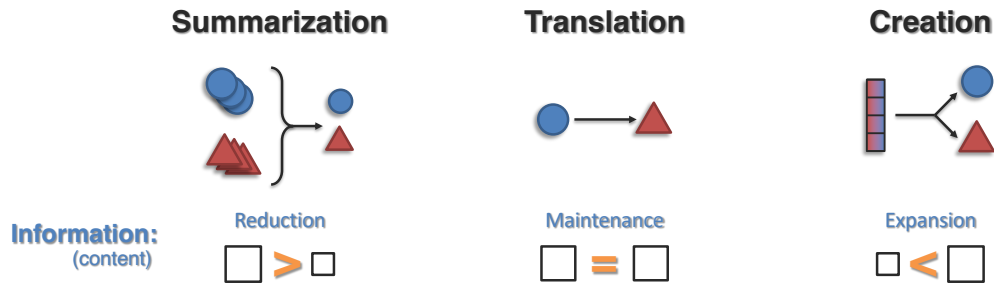 Summarization
Translation
Creation
Information:
(content)
Reduction
Maintenance
Expansion
>
=
<